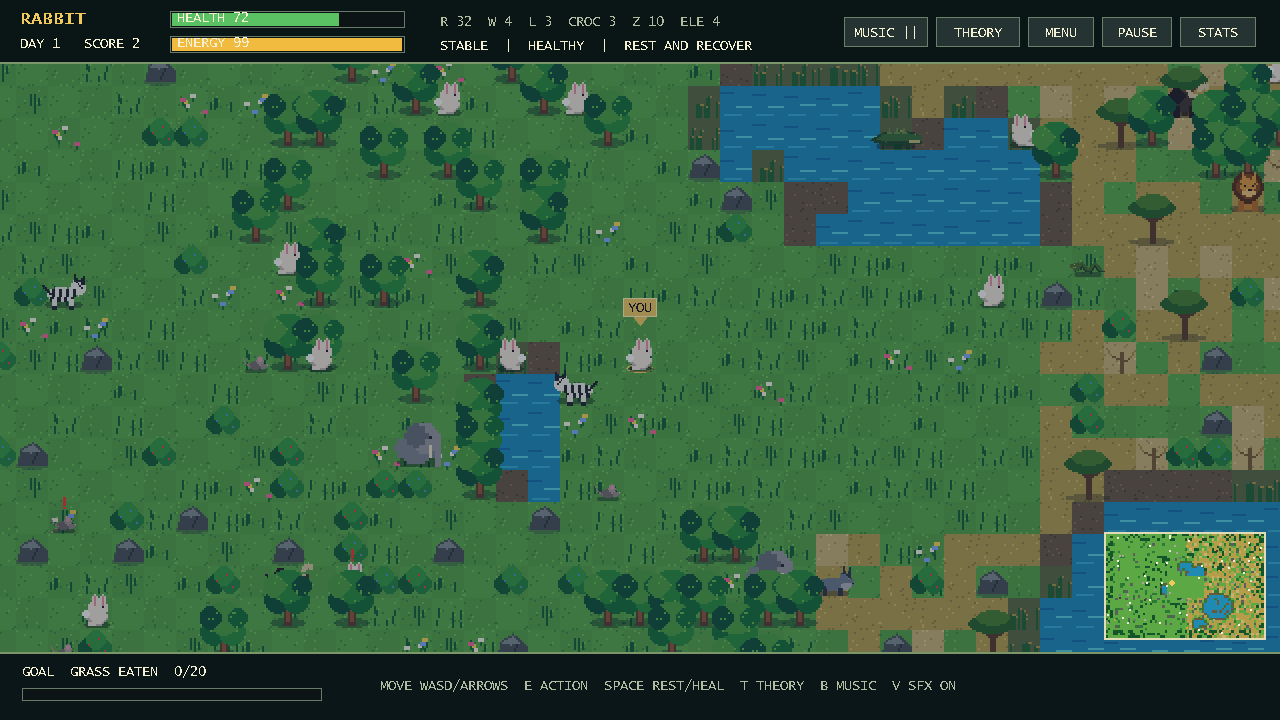 RABBIT
DAY 1 SCORE 2
HEALTH 72
ENERGY 99
R 32 W 4 L 3 CROC 3 Z 10 ELE 4
STABLE | HEALTHY | REST AND RECOVER
MUSIC ||
THEORY
MENU
PAUSE
STATS
YOU
GOAL GRASS EATEN 0/20
MOVE WASD/ARROWS E ACTION SPACE REST/HEAL T THEORY B MUSIC V SFX ON